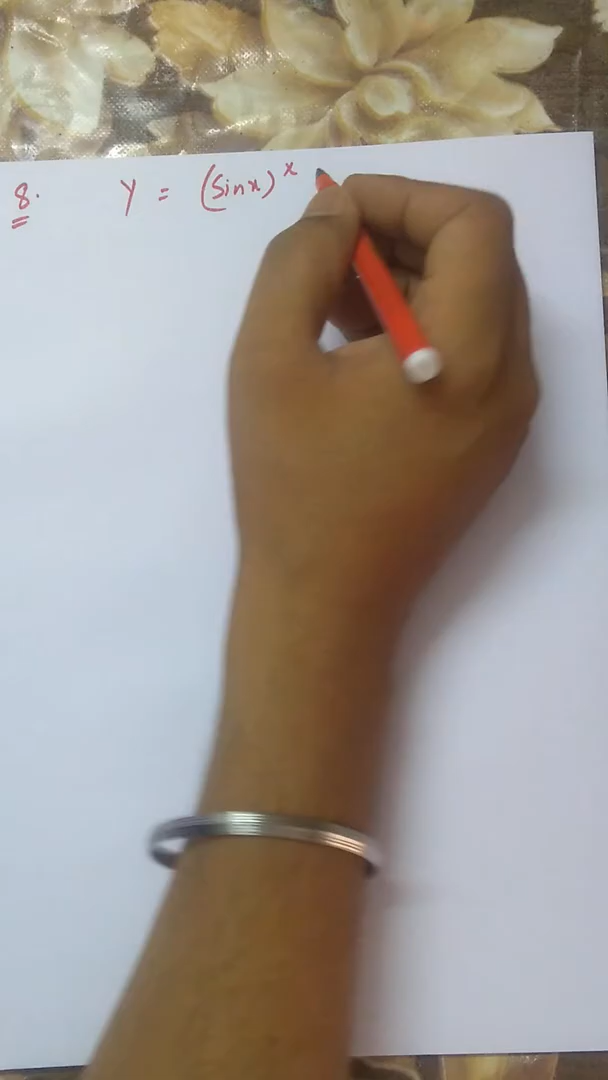 8. Y = (Sinx)^x